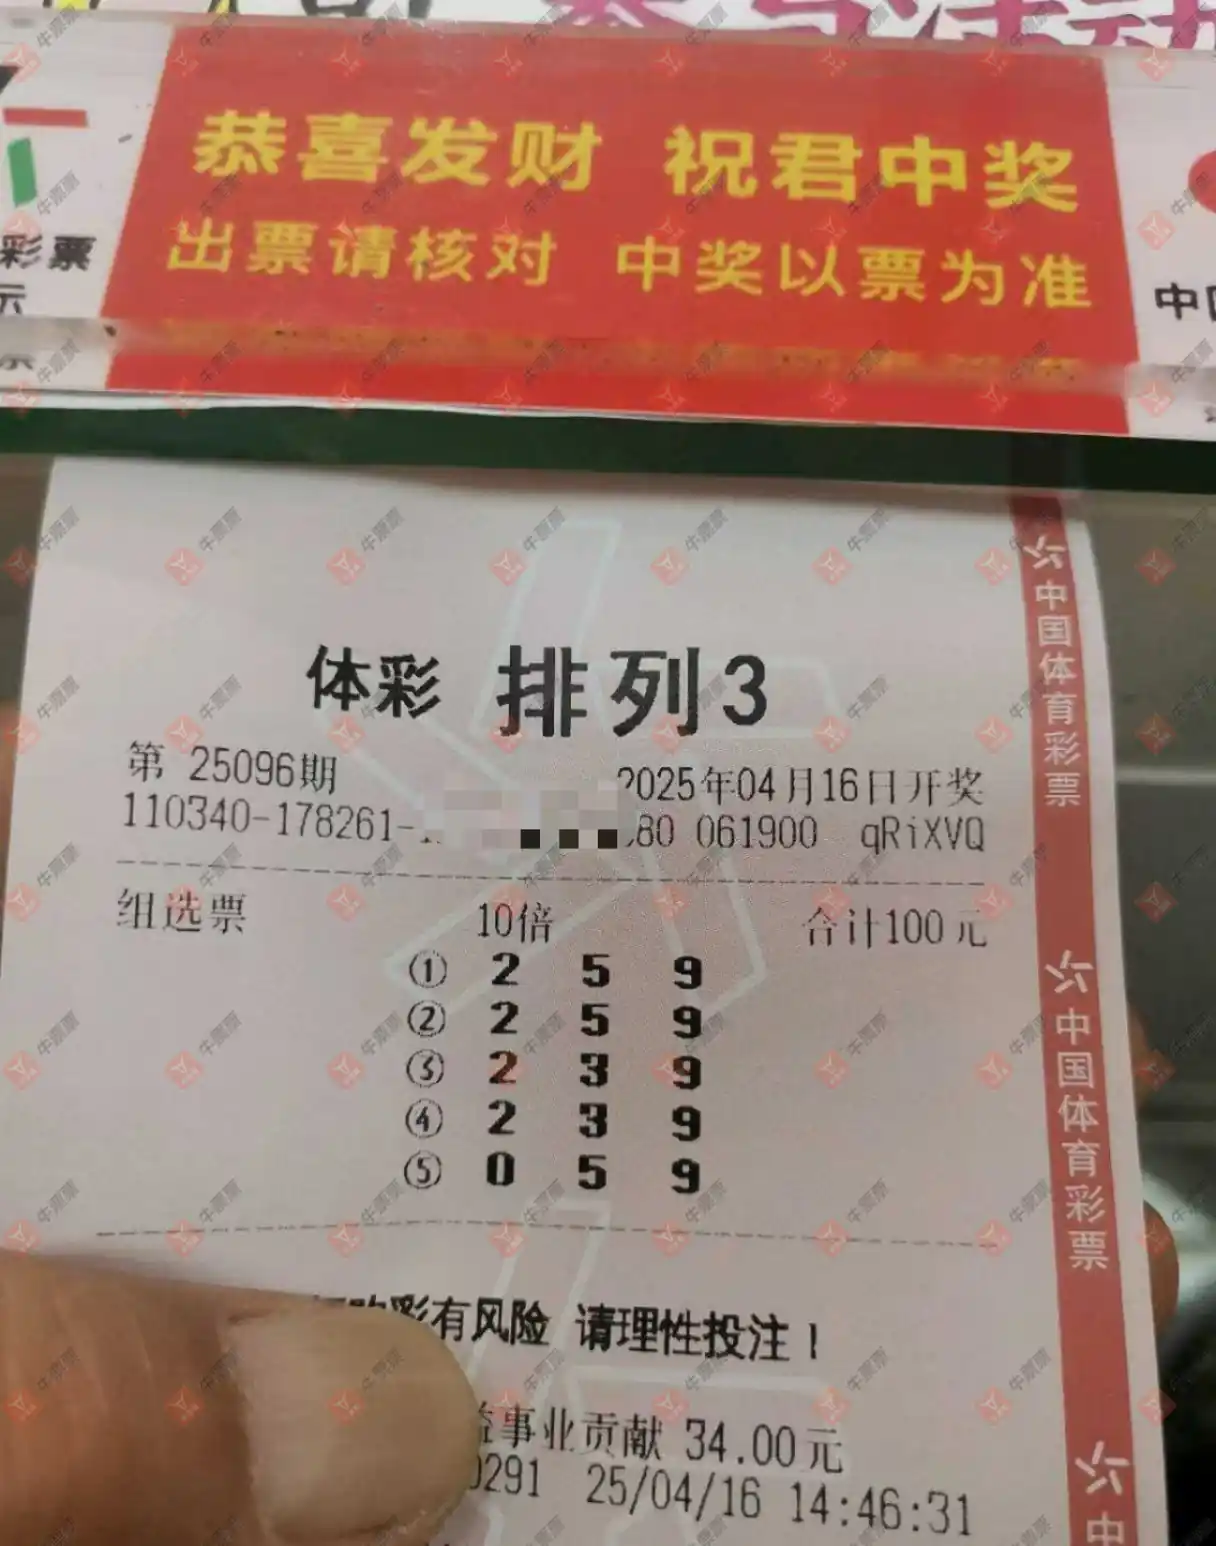 恭喜发财 祝君中奖
出票请核对 中奖以票为准
彩票
中国体育彩票
体彩 排列3
第 25096期 2025年04月16日开奖
110340-178261- 80 061900 qRiXVQ
组选票 10倍 合计100元
① 2 5 9
② 2 5 9
③ 2 3 9
④ 2 3 9
⑤ 0 5 9
中国体育彩票
彩有风险 请理性投注！
益事业贡献 34.00元
0291 25/04/16 14:46:31
中
牛票票